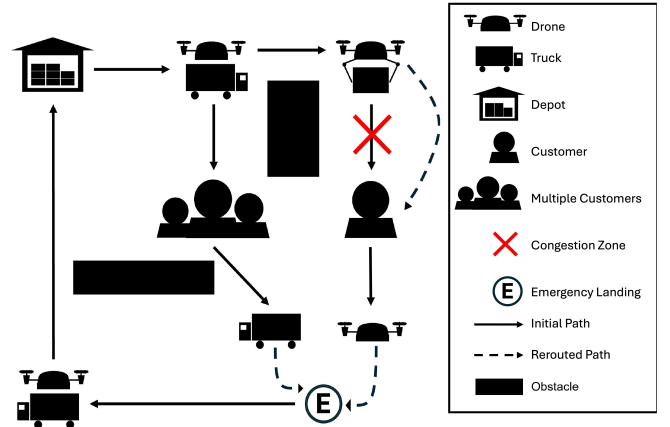 Drone
Truck
Depot
Customer
Multiple Customers
Congestion Zone
E
Emergency Landing
Initial Path
Rerouted Path
Obstacle
E